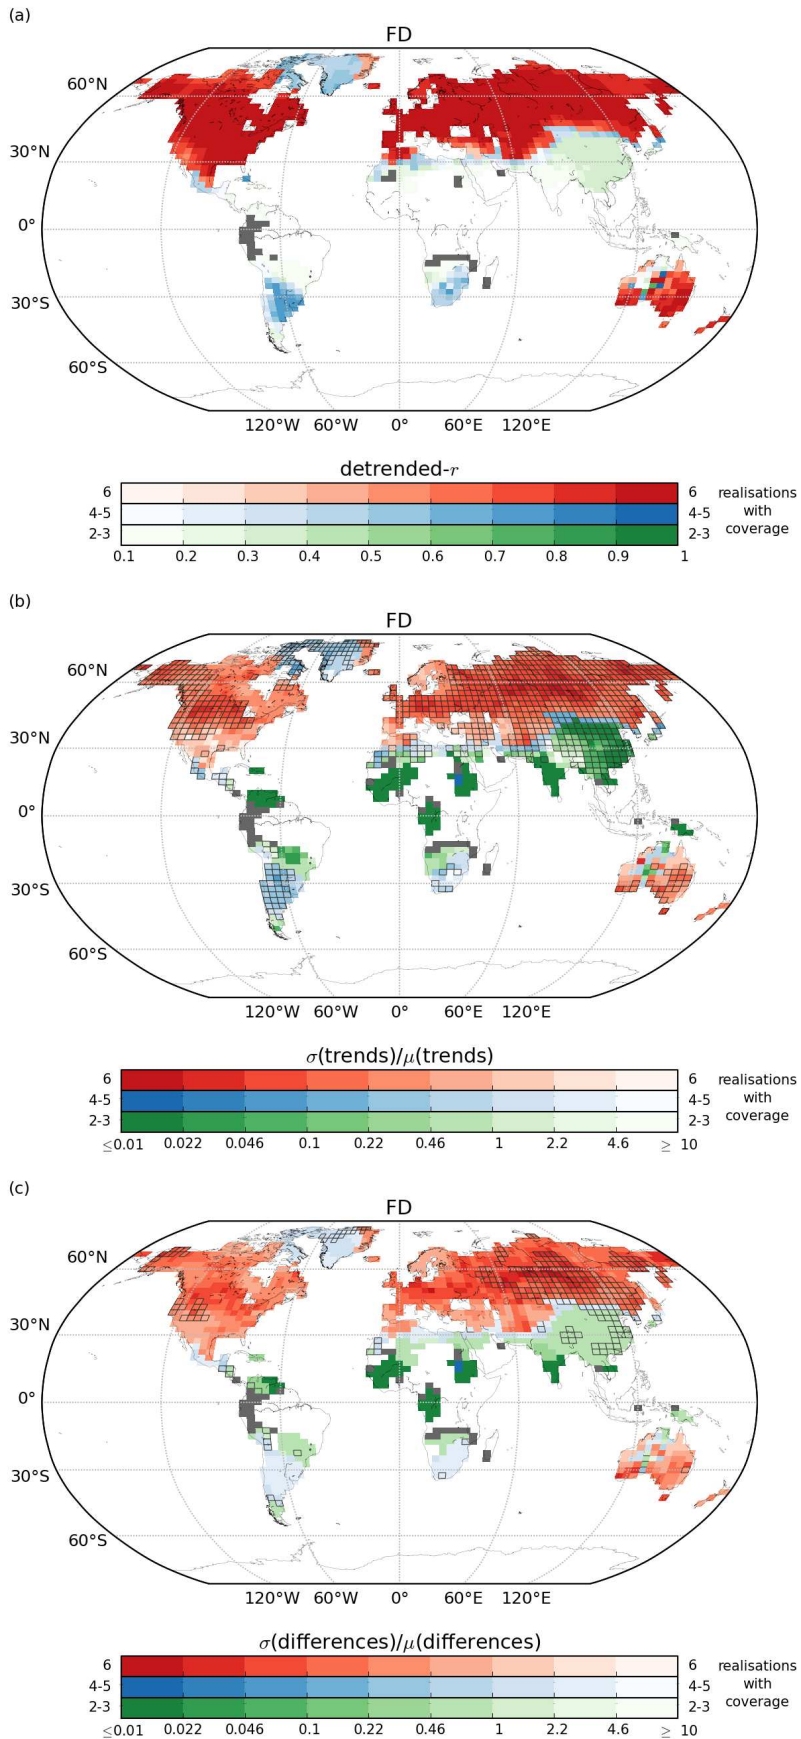 (a)
FD
60°N
30°N
0°
30°S
60°S
120°W 60°W 0° 60°E 120°E
detrended-r
6 6 realisations
4-5 4-5 with
2-3 2-3 coverage
0.1 0.2 0.3 0.4 0.5 0.6 0.7 0.8 0.9 1
(b)
FD
60°N
30°N
0°
30°S
60°S
120°W 60°W 0° 60°E 120°E
σ(trends)/μ(trends)
6 6 realisations
4-5 4-5 with
2-3 2-3 coverage
≤0.01 0.022 0.046 0.1 0.22 0.46 1 2.2 4.6 ≥ 10
(c)
FD
60°N
30°N
0°
30°S
60°S
120°W 60°W 0° 60°E 120°E
σ(differences)/μ(differences)
6 6 realisations
4-5 4-5 with
2-3 2-3 coverage
≤0.01 0.022 0.046 0.1 0.22 0.46 1 2.2 4.6 ≥ 10